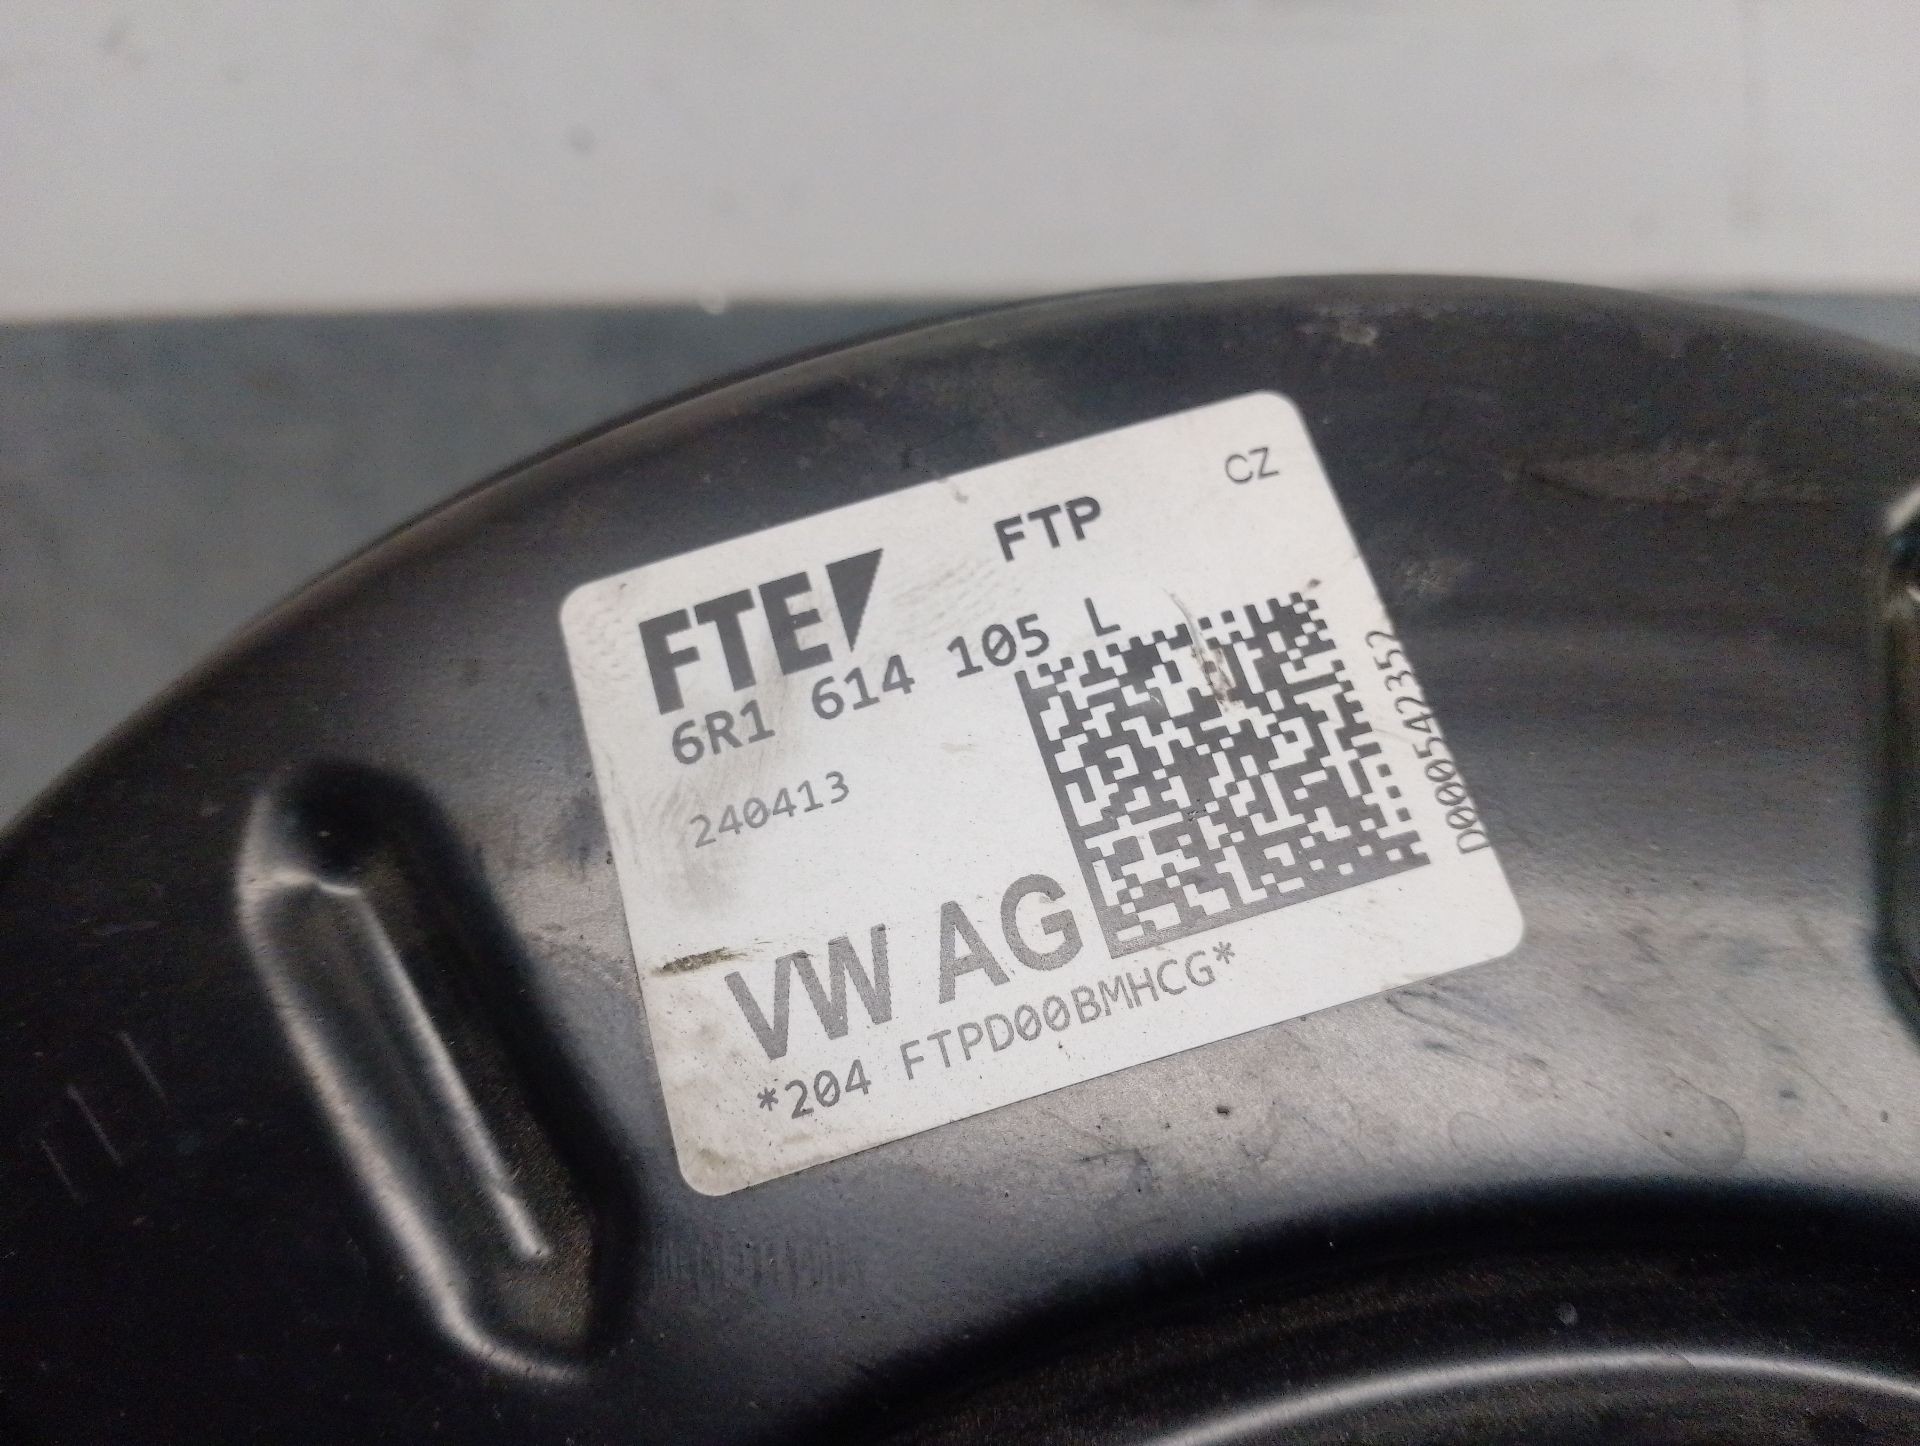 CZ
FTE FTP
6R1 614 105 L
240413
VW AG
*204 FTPD00BMHCG*
D000542352